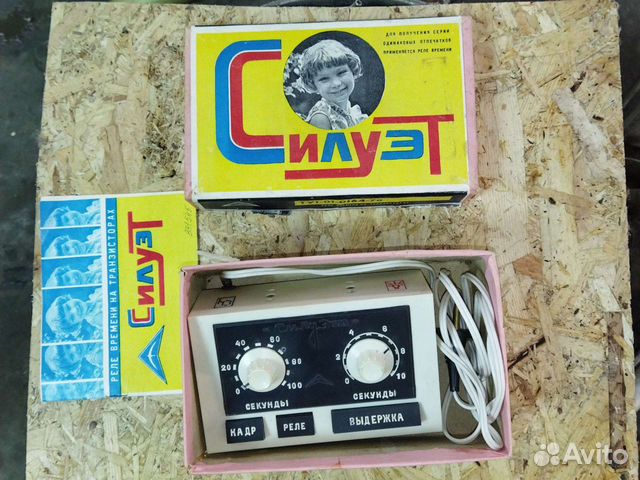 ДЛЯ ПОЛУЧЕНИЯ СЕРИИ
ОДИНАКОВЫХ ОТПЕЧАТКОВ
ПРИМЕНЯЕТСЯ РЕЛЕ ВРЕМЕНИ
СИЛУЭТ
РЕЛЕ ВРЕМЕНИ НА ТРАНЗИСТОРАХ
СИЛУЭТ
0 20 40 60 80 100
СЕКУНДЫ
0 2 4 6 8 10
СЕКУНДЫ
КАДР
РЕЛЕ
ВЫДЕРЖКА
Avito